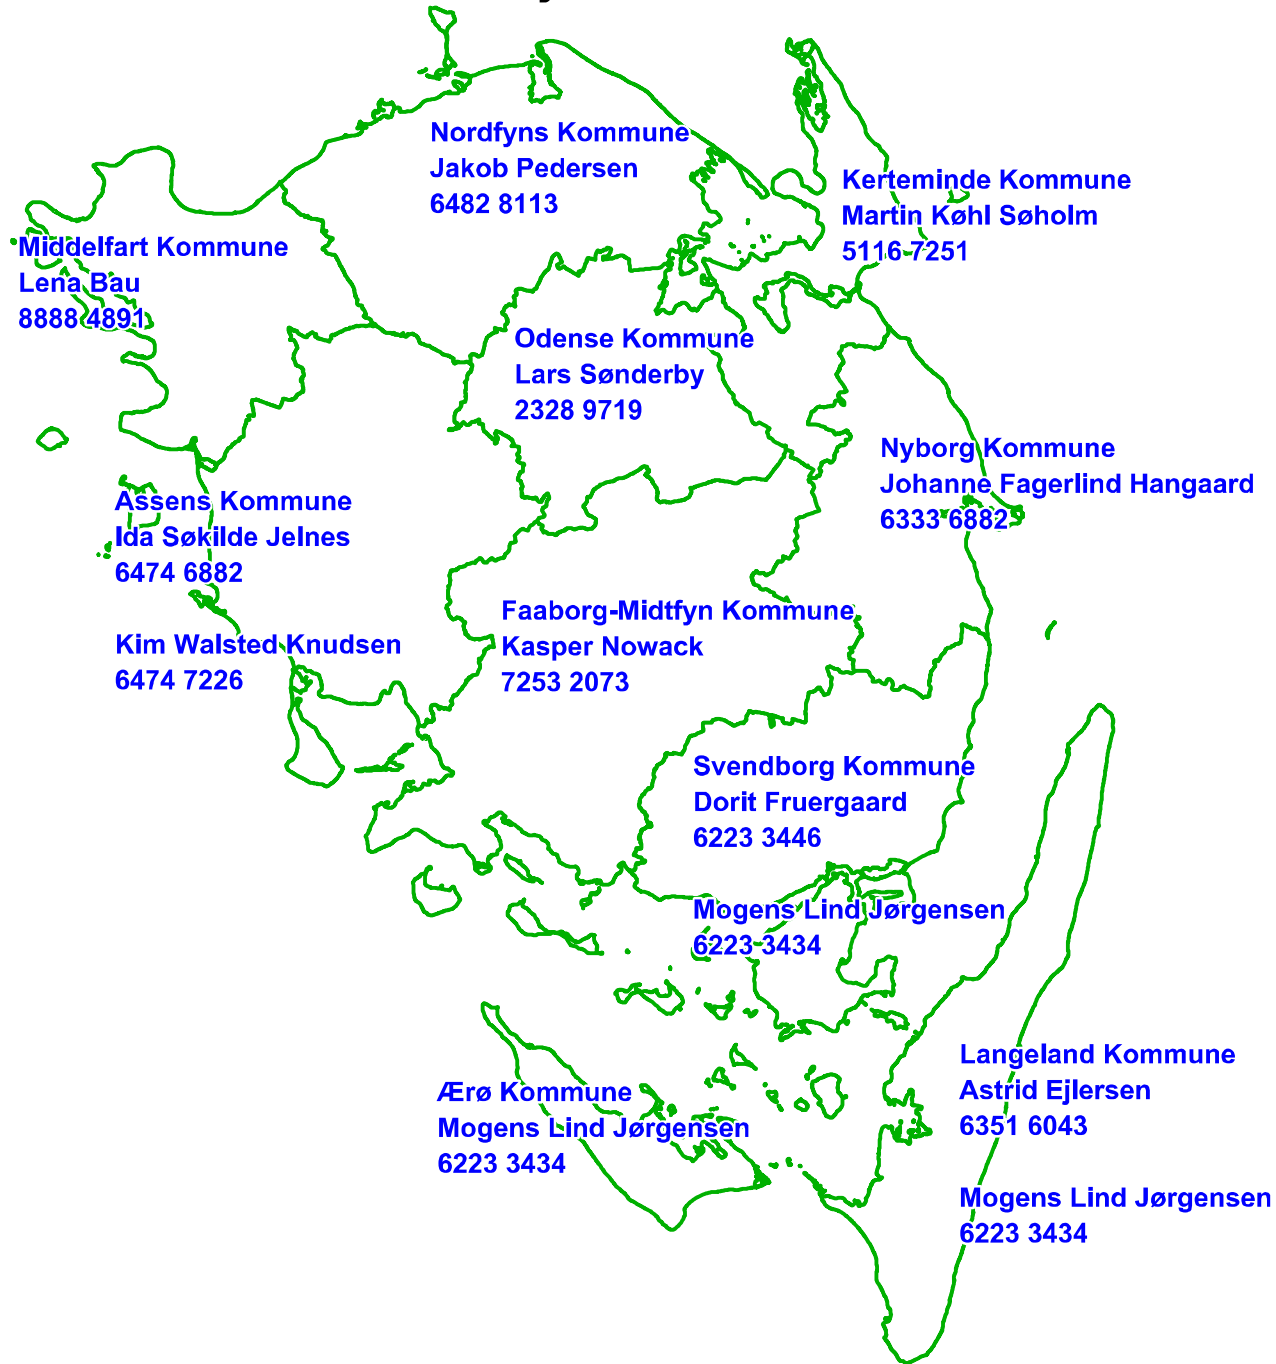 Nordfyns Kommune
Jakob Pedersen
6482 8113
Kerteminde Kommune
Martin Køhl Søholm
5116 7251
Middelfart Kommune
Lena Bau
8888 4891
Odense Kommune
Lars Sønderby
2328 9719
Nyborg Kommune
Johanne Fagerlind Hangaard
6333 6882
Assens Kommune
Ida Søkilde Jelnes
6474 6882
Kim Walsted Knudsen
6474 7226
Faaborg-Midtfyn Kommune
Kasper Nowack
7253 2073
Svendborg Kommune
Dorit Fruergaard
6223 3446
Mogens Lind Jørgensen
6223 3434
Ærø Kommune
Mogens Lind Jørgensen
6223 3434
Langeland Kommune
Astrid Ejlersen
6351 6043
Mogens Lind Jørgensen
6223 3434